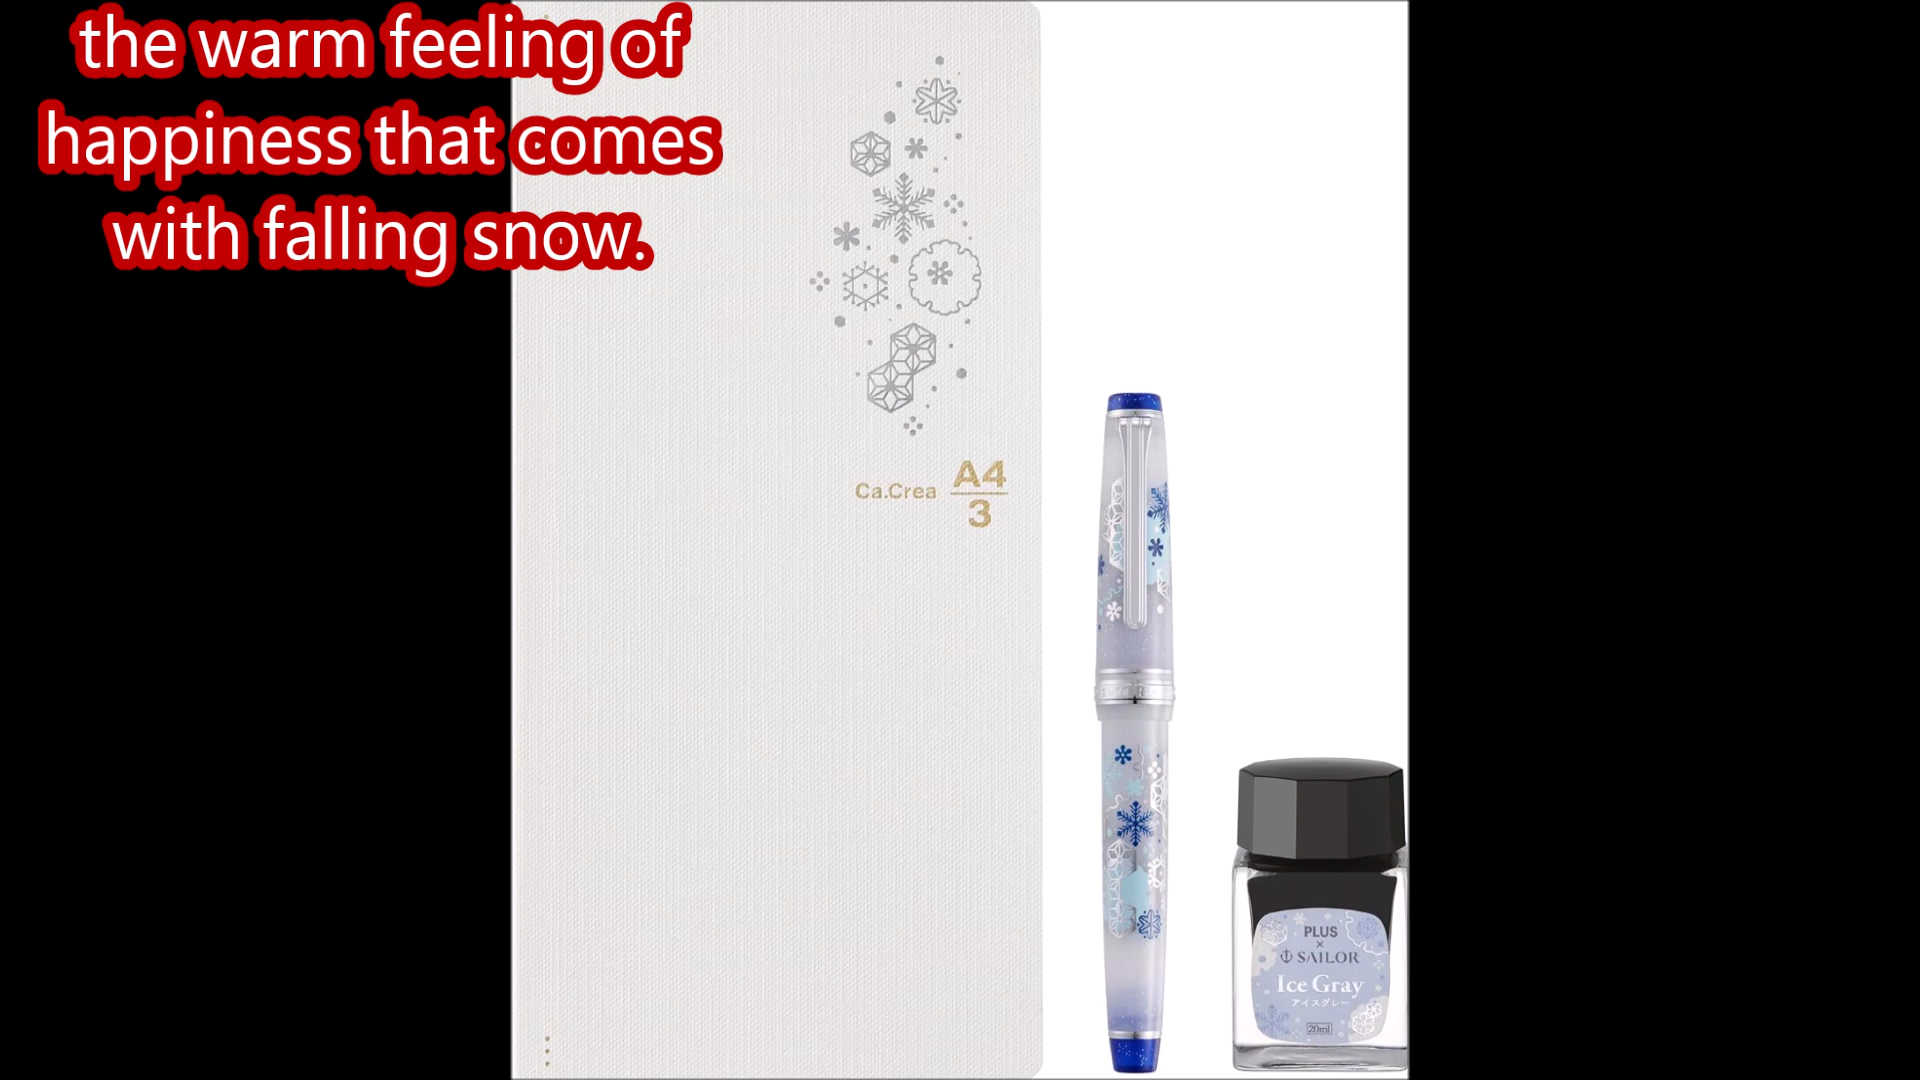 the warm feeling of
happiness that comes
with falling snow.
Ca.Crea A4
3
PLUS
×
SAILOR
Ice Gray
アイスグレー
20ml